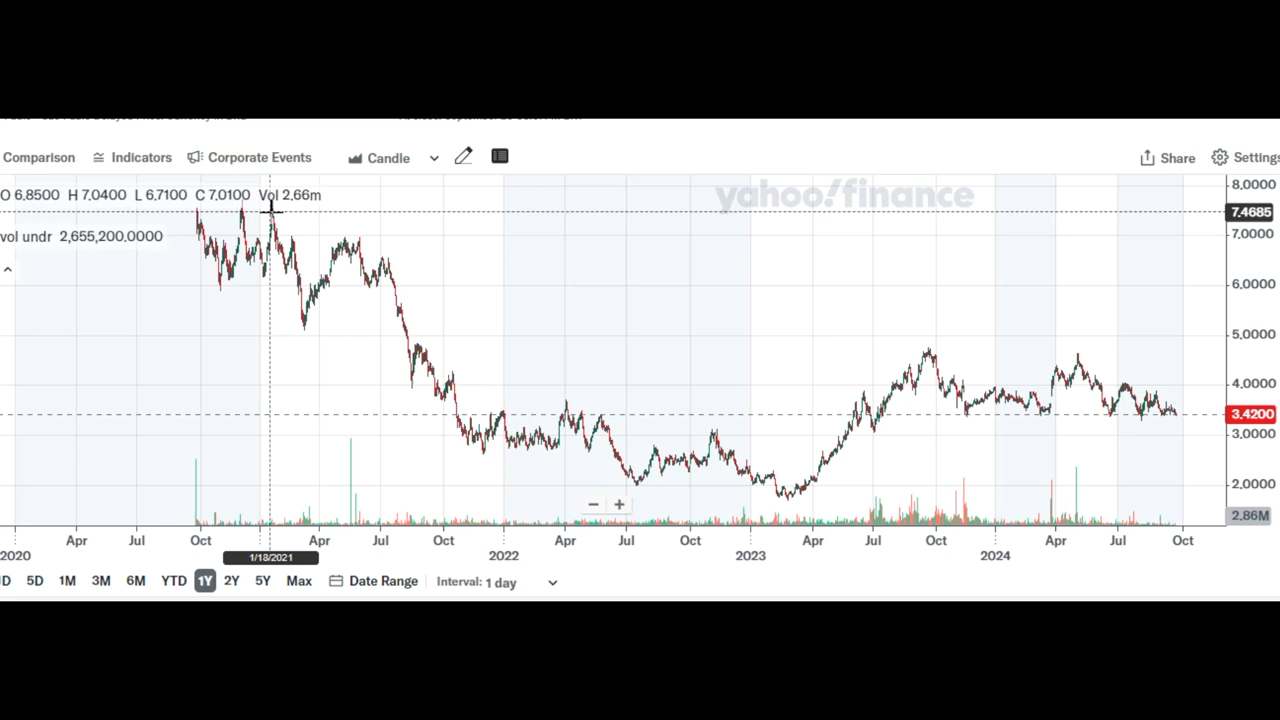 Comparison Indicators Corporate Events Candle Share Settings
yahoo!finance
O 6,8500 H 7,0400 L 6,7100 C 7,0100 Vol 2.66m
vol undr 2,655,200.0000
8,0000
7.4685
7,0000
6,0000
5,0000
4,0000
3.4200
3,0000
2,0000
2.86M
2020 Apr Jul Oct 1/18/2021 Apr Jul Oct 2022 Apr Jul Oct 2023 Apr Jul Oct 2024 Apr Jul Oct
5D 1M 3M 6M YTD 1Y 2Y 5Y Max Date Range Interval: 1 day